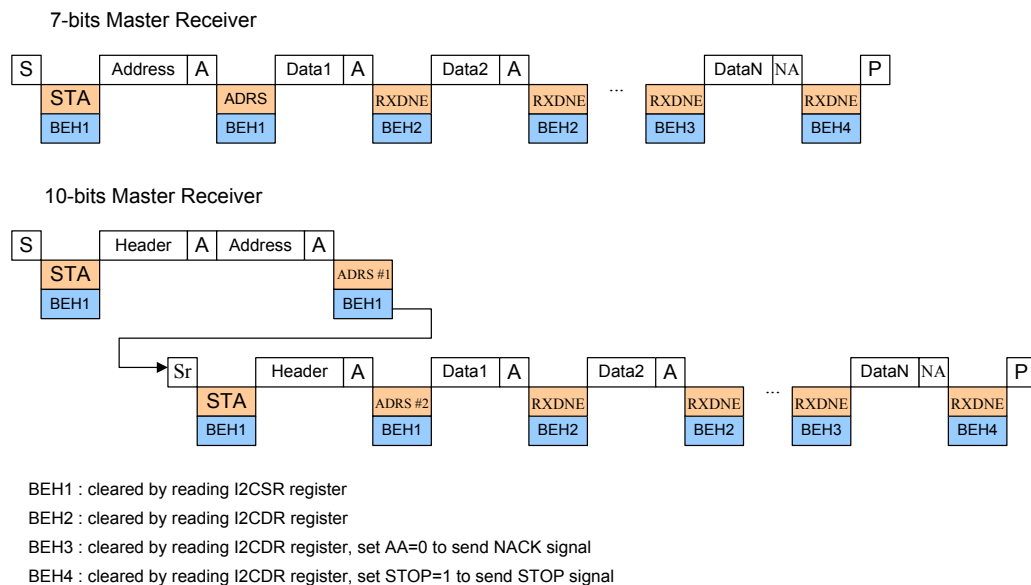 7-bits Master Receiver
S Address A Data1 A Data2 A DataN NA P
STA ADRS RXDNE RXDNE ... RXDNE RXDNE
BEH1 BEH1 BEH2 BEH2 BEH3 BEH4
10-bits Master Receiver
S Header A Address A
STA ADRS #1
BEH1 BEH1
Sr Header A Data1 A Data2 A DataN NA P
STA ADRS #2 RXDNE RXDNE ... RXDNE RXDNE
BEH1 BEH1 BEH2 BEH2 BEH3 BEH4
BEH1 : cleared by reading I2CSR register
BEH2 : cleared by reading I2CDR register
BEH3 : cleared by reading I2CDR register, set AA=0 to send NACK signal
BEH4 : cleared by reading I2CDR register, set STOP=1 to send STOP signal